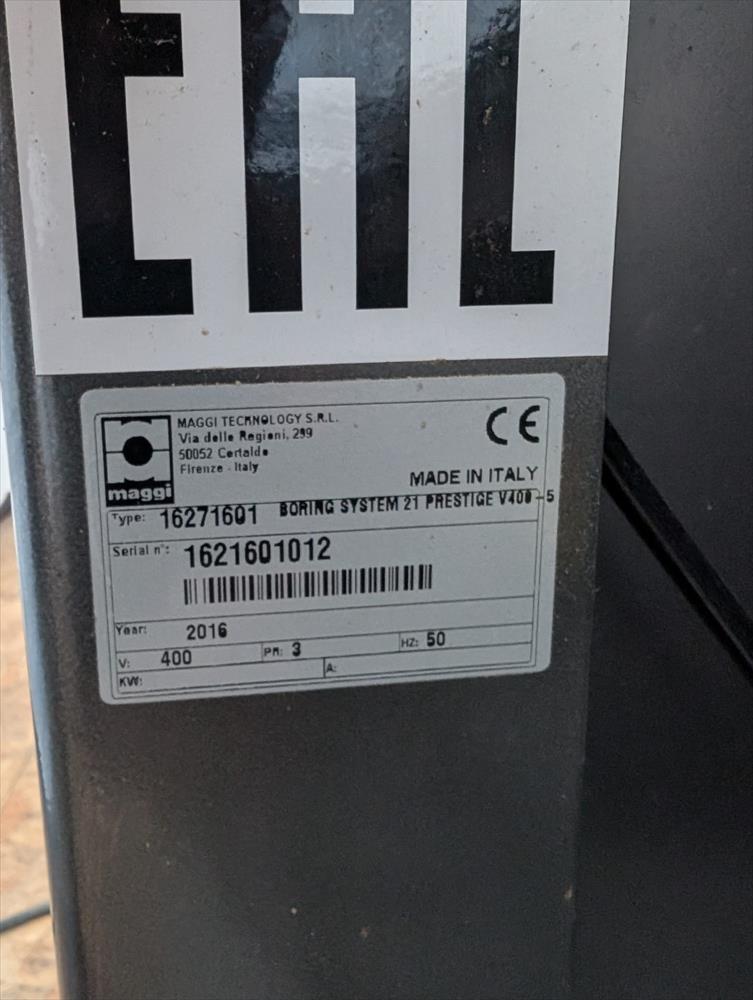 EAC
MAGGI TECHNOLOGY S.R.L.
Via delle Regioni, 299
50052 Certaldo
Firenze - Italy
maggi
CE
MADE IN ITALY
Type: 16271601 BORING SYSTEM 21 PRESTIGE V400-5
Serial n°: 1621601012
Year: 2016
V: 400 PH: 3 HZ: 50
KW: A: